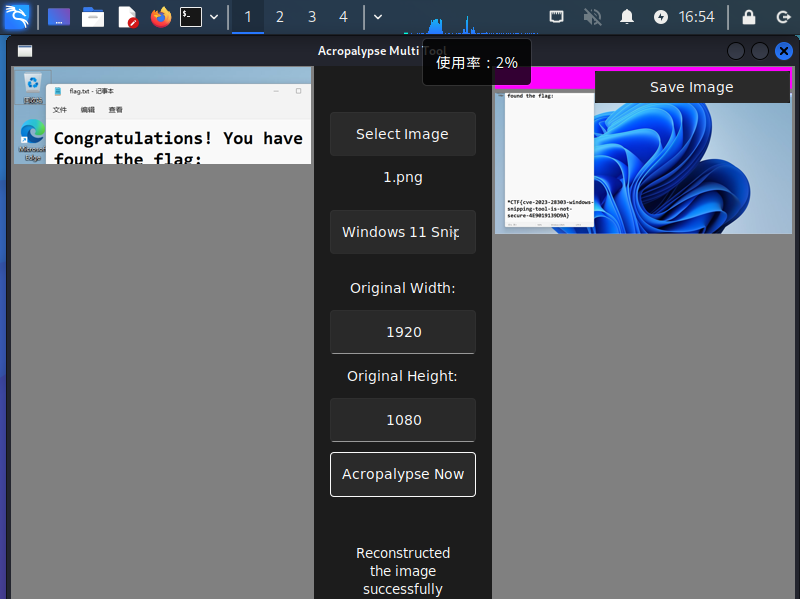 1
2
3
4
16:54
Acropalypse Multi Tool
使用率：2%
flag.txt - 记事本
文件 编辑 查看
Congratulations! You have
found the flag:
Microsoft
Edge
Select Image
1.png
Windows 11 Snip
Original Width:
1920
Original Height:
1080
Acropalypse Now
Reconstructed
the image
successfully
Save Image
found the flag:
*CTF{cve-2023-28303-windows-
snipping-tool-is-not-
secure-4E9019139D9A}